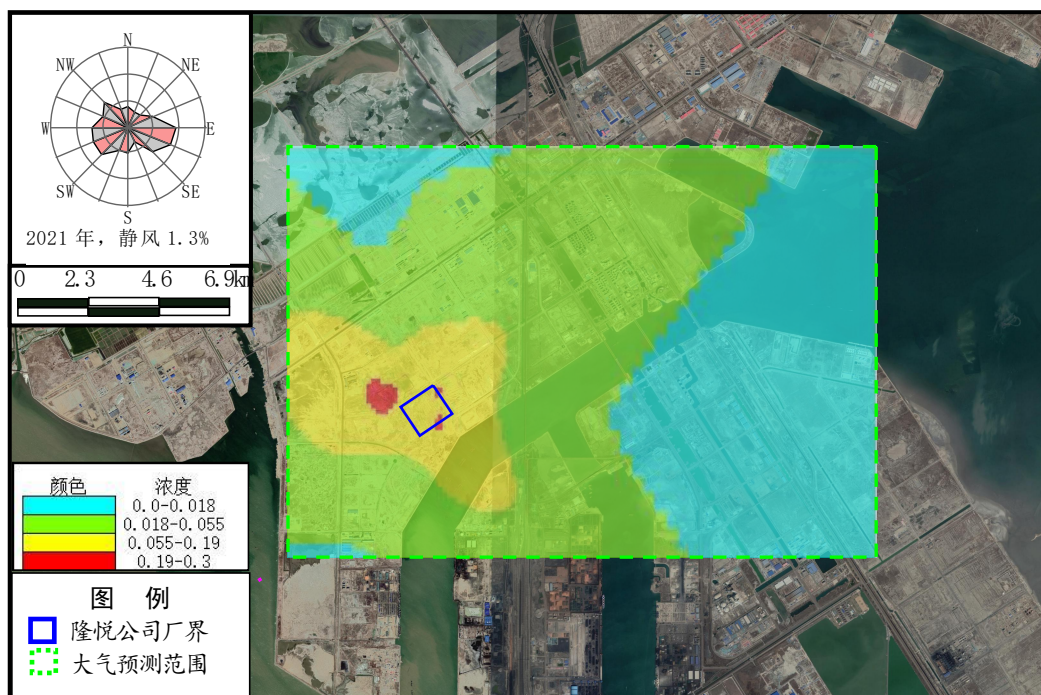 N
NW NE
W E
SW SE
S
2021 年，静风 1.3%
0 2.3 4.6 6.9km
颜色 浓度
0.0-0.018
0.018-0.055
0.055-0.19
0.19-0.3
图 例
隆悦公司厂界
大气预测范围